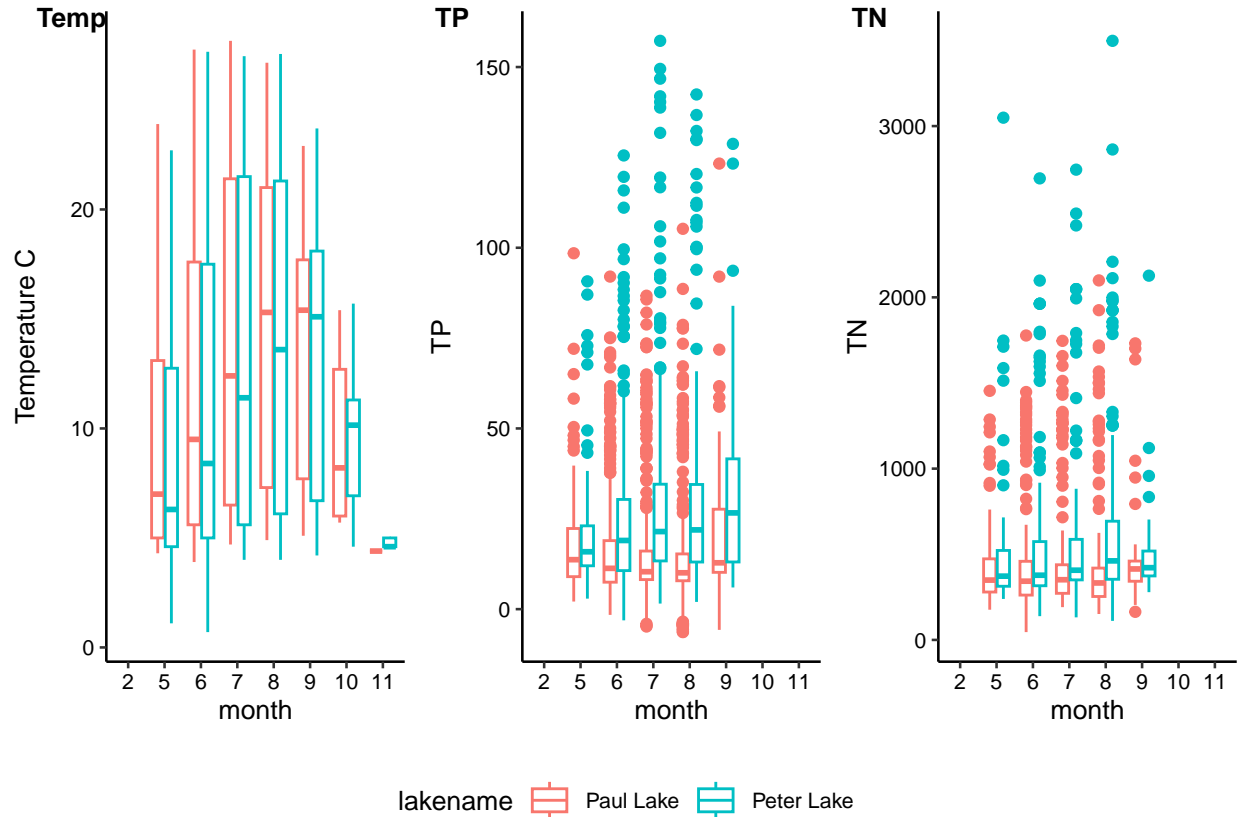 Temp
TP
TN
Temperature C
20
10
0
2 5 6 7 8 9 10 11
month
TP
150
100
50
0
2 5 6 7 8 9 10 11
month
TN
3000
2000
1000
0
2 5 6 7 8 9 10 11
month
lakename Paul Lake Peter Lake